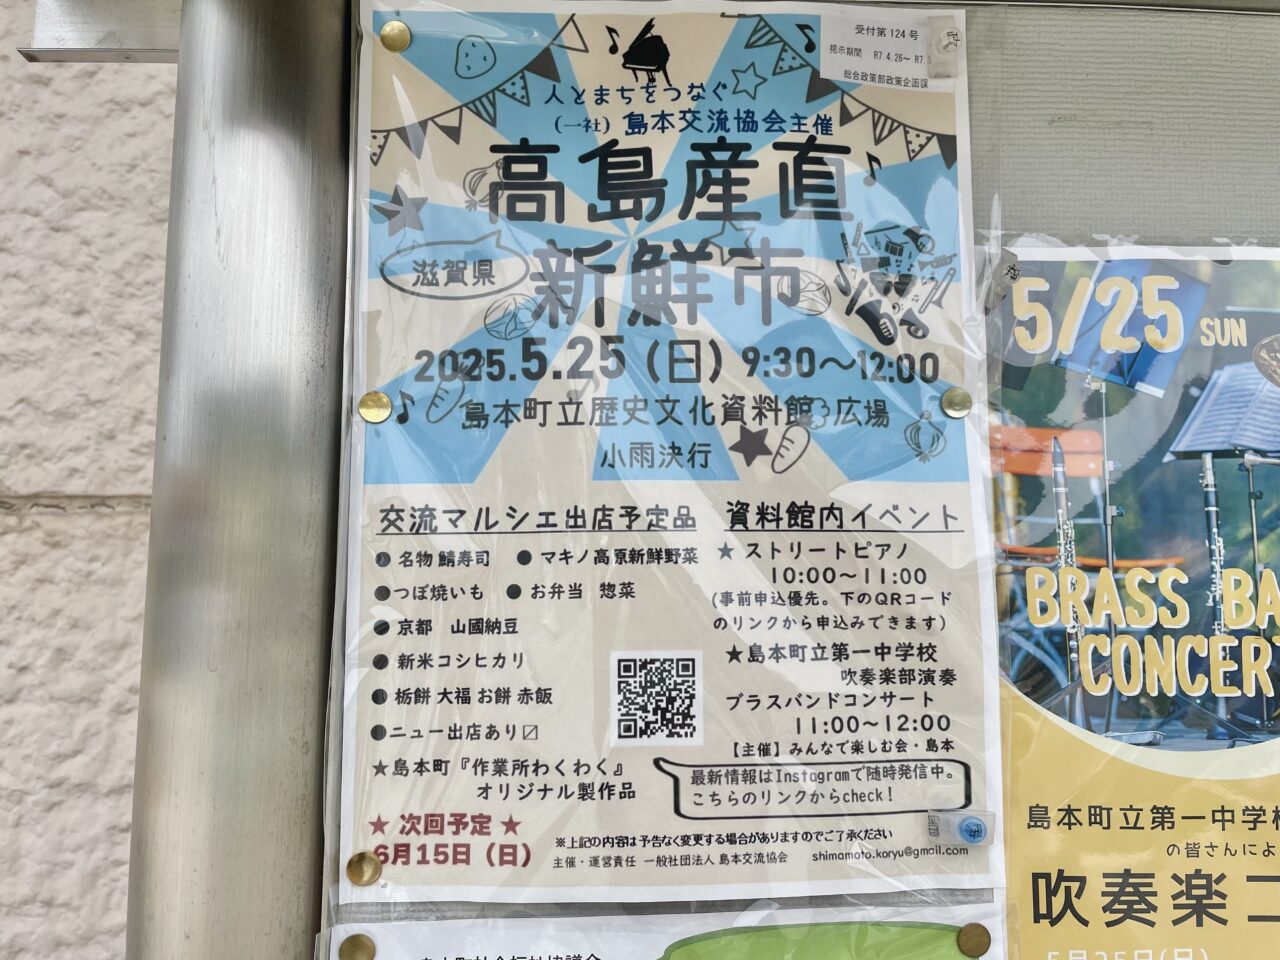 受付第124号
掲示期間 R7.4.26～R7.5
総合政策部政策企画課
人とまちをつなぐ
（一社）島本交流協会主催
高島産直
滋賀県
新鮮市
2025.5.25（日）9:30～12:00
島本町立歴史文化資料館 広場
小雨決行
交流マルシェ出店予定品
● 名物 鯖寿司 ● マキノ高原新鮮野菜
●つぼ焼いも ● お弁当 惣菜
● 京都 山國納豆
● 新米コシヒカリ
● 栃餅 大福 お餅 赤飯
●ニュー出店あり〼
★島本町『作業所わくわく』
オリジナル製作品
★ 次回予定 ★
6月15日（日）
資料館内イベント
★ ストリートピアノ
10:00～11:00
(事前申込優先。下のQRコード
のリンクから申込みできます)
★島本町立第一中学校
吹奏楽部演奏
ブラスバンドコンサート
11:00～12:00
【主催】みんなで楽しむ会・島本
最新情報はInstagramで随時発信中。
こちらのリンクからcheck！
※上記の内容は予告なく変更する場合がありますのでご了承ください
主催・運営責任 一般社団法人 島本交流協会 shimamoto.koryu@gmail.com
5/25 SUN
BRASS BA
CONCERT
島本町立第一中学校
の皆さんによ
吹奏楽コ
5月25日(日)